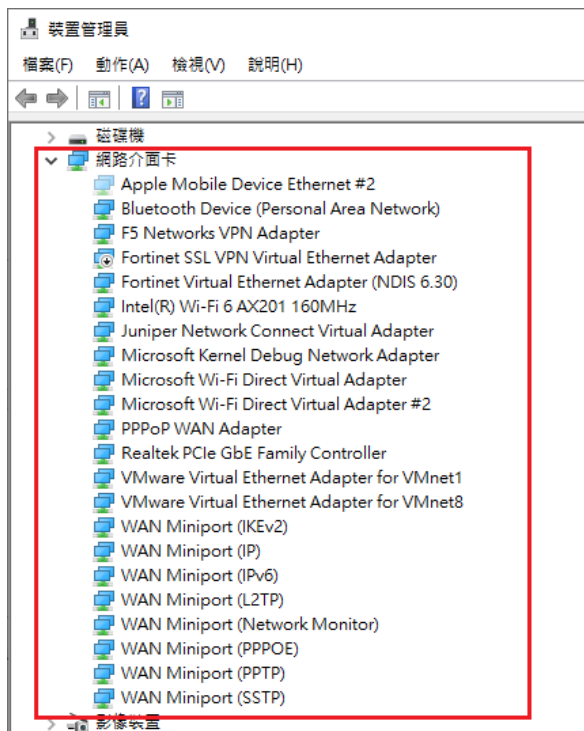 裝置管理員
檔案(F) 動作(A) 檢視(V) 說明(H)
磁碟機
網路介面卡
Apple Mobile Device Ethernet #2
Bluetooth Device (Personal Area Network)
F5 Networks VPN Adapter
Fortinet SSL VPN Virtual Ethernet Adapter
Fortinet Virtual Ethernet Adapter (NDIS 6.30)
Intel(R) Wi-Fi 6 AX201 160MHz
Juniper Network Connect Virtual Adapter
Microsoft Kernel Debug Network Adapter
Microsoft Wi-Fi Direct Virtual Adapter
Microsoft Wi-Fi Direct Virtual Adapter #2
PPPoP WAN Adapter
Realtek PCIe GbE Family Controller
VMware Virtual Ethernet Adapter for VMnet1
VMware Virtual Ethernet Adapter for VMnet8
WAN Miniport (IKEv2)
WAN Miniport (IP)
WAN Miniport (IPv6)
WAN Miniport (L2TP)
WAN Miniport (Network Monitor)
WAN Miniport (PPPOE)
WAN Miniport (PPTP)
WAN Miniport (SSTP)
影像裝置